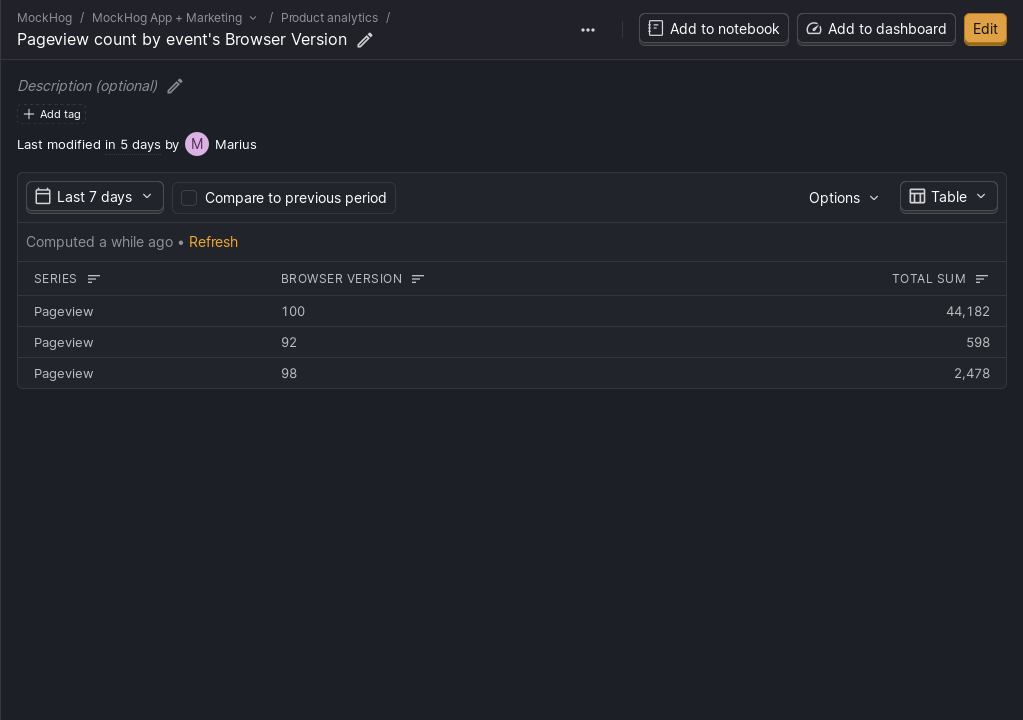 MockHog / MockHog App + Marketing / Product analytics /
Pageview count by event's Browser Version
Add to notebook
Add to dashboard
Edit
Description (optional)
Add tag
Last modified in 5 days by M Marius
Last 7 days
Compare to previous period
Options
Table
Computed a while ago • Refresh
SERIES BROWSER VERSION TOTAL SUM
Pageview 100 44,182
Pageview 92 598
Pageview 98 2,478